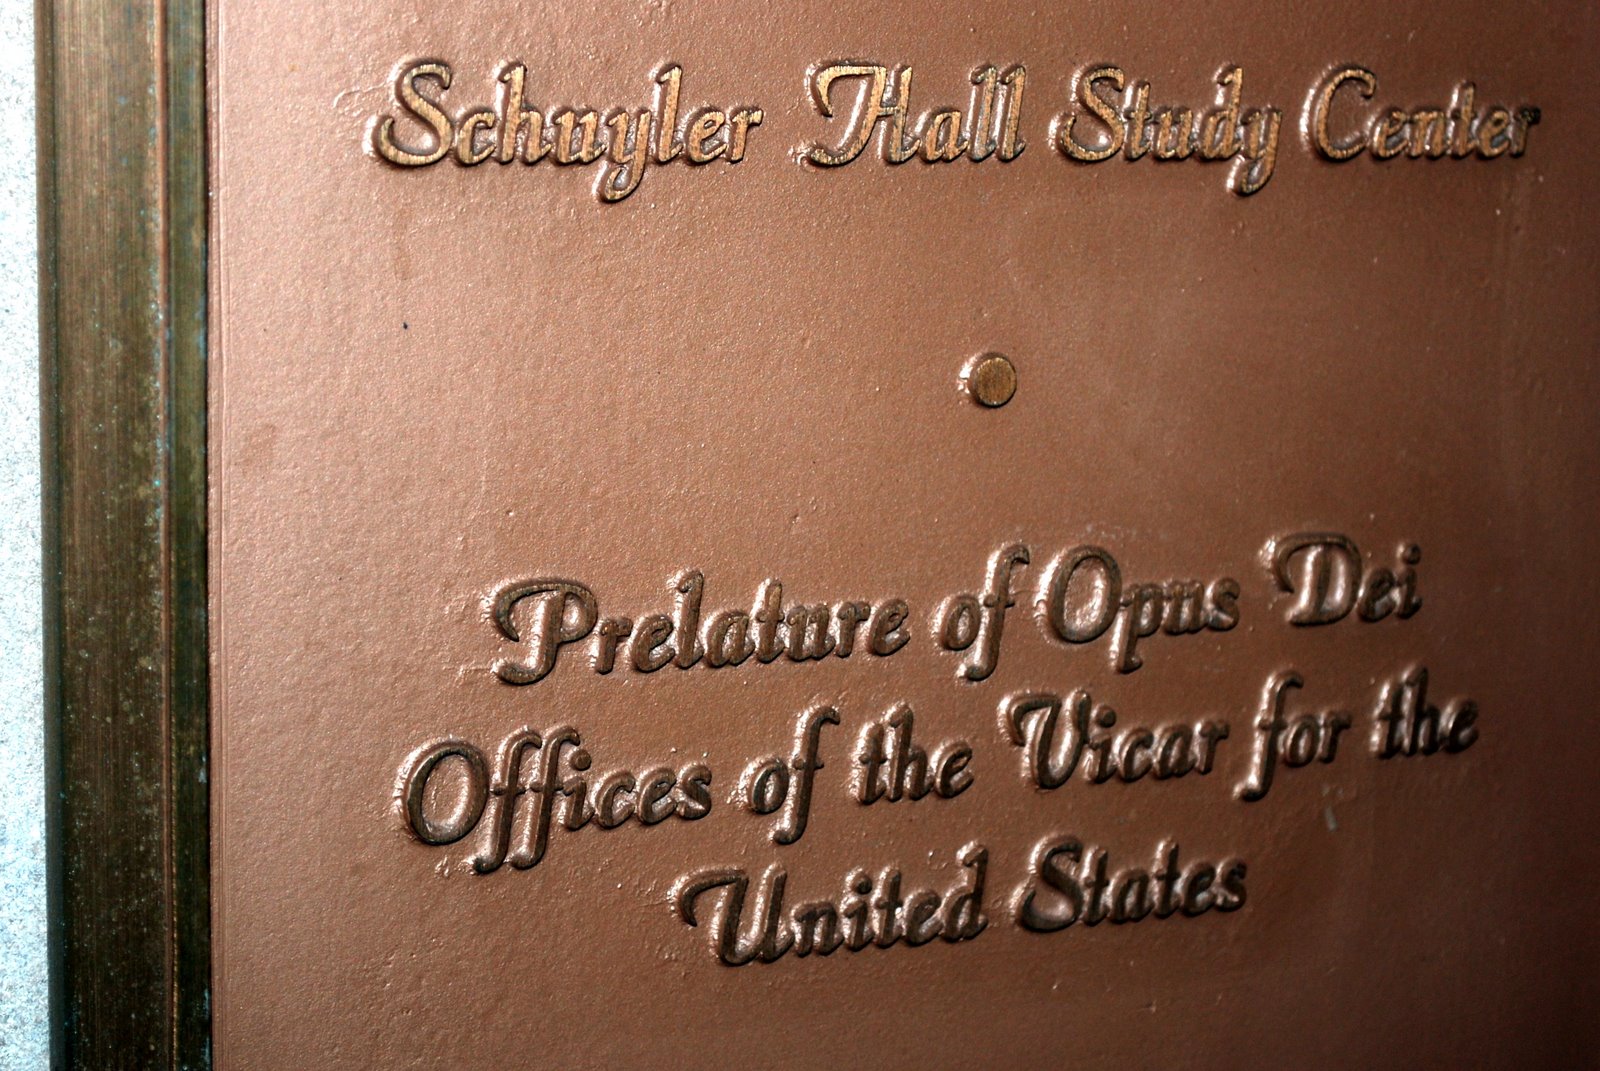 Schuyler Hall Study Center
Prelature of Opus Dei
Offices of the Vicar for the
United States